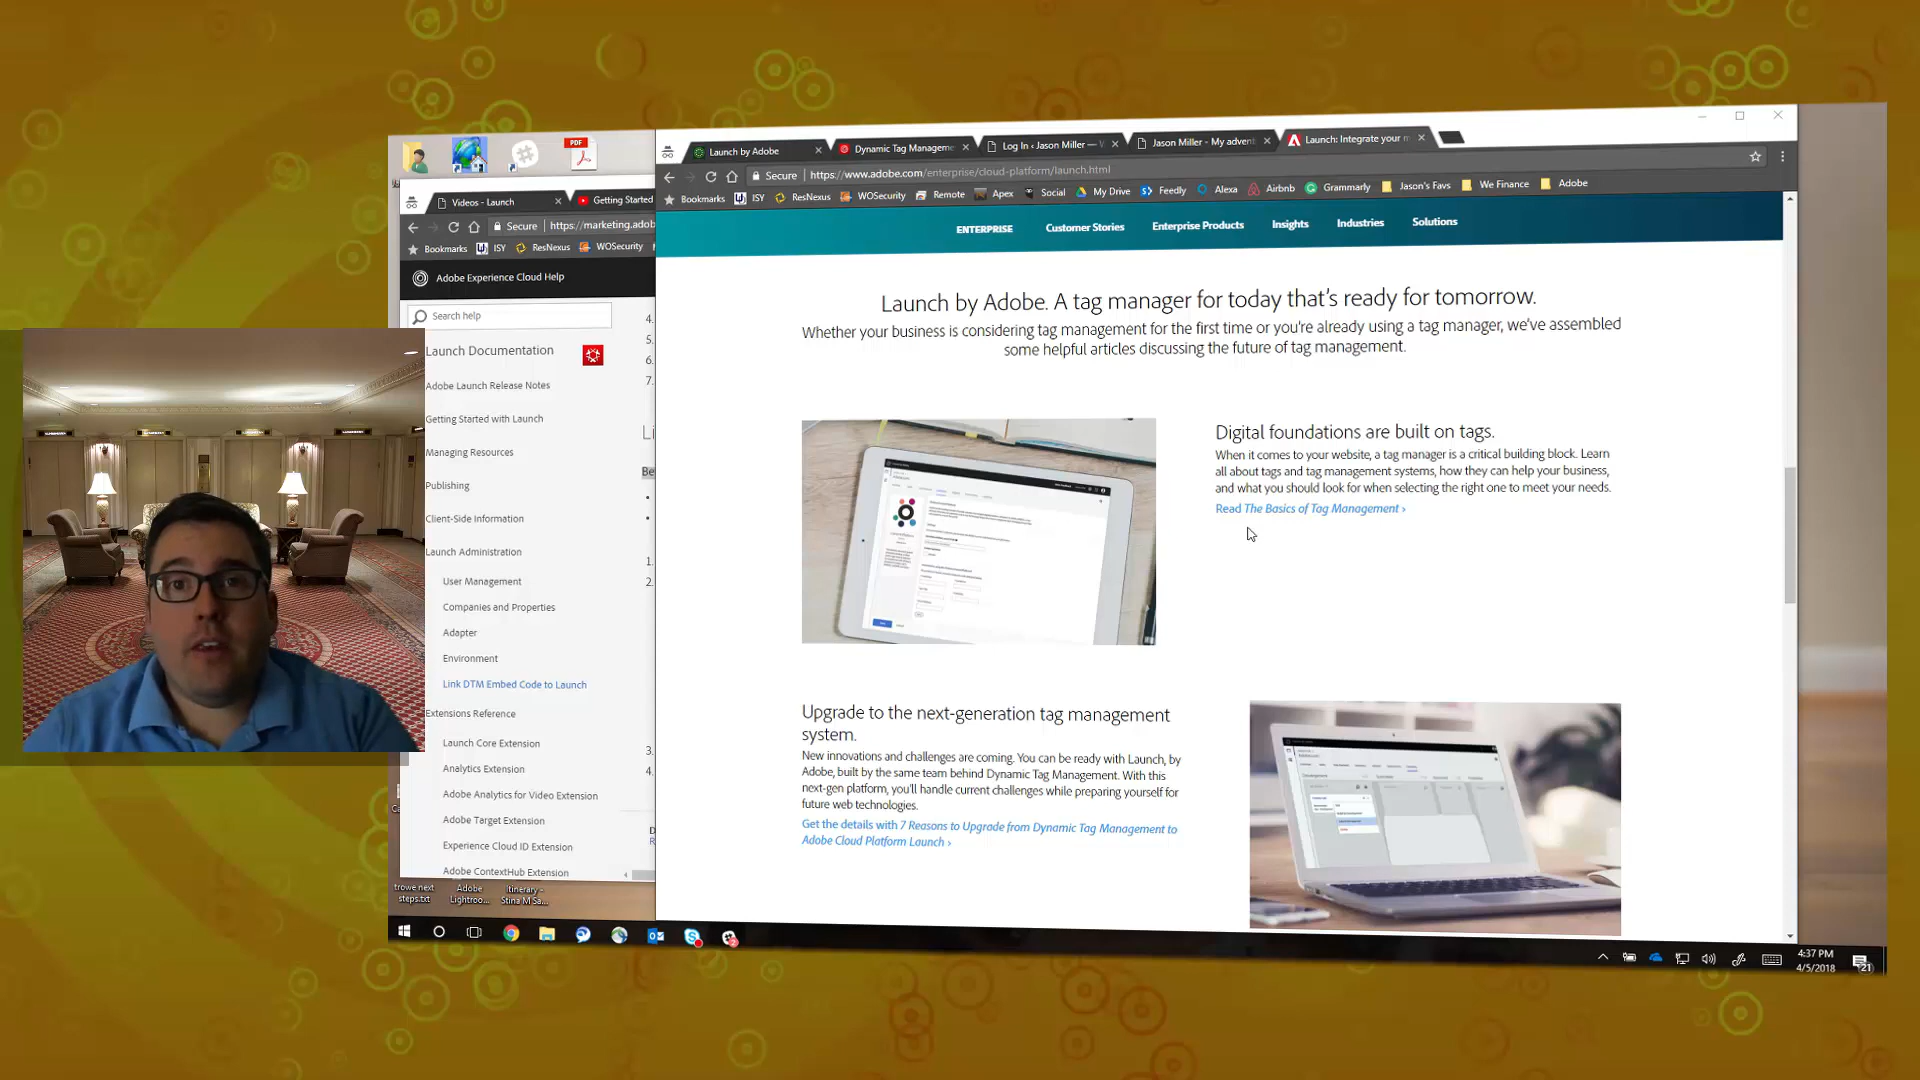 PDF
Videos - Launch
Getting Started
Secure
https://marketing.adob
Bookmarks
ISY
ResNexus
WOSecurity
Adobe Experience Cloud Help
Search help
Launch Documentation
Adobe Launch Release Notes
Getting Started with Launch
Managing Resources
Publishing
Client-Side Information
Launch Administration
User Management
Companies and Properties
Adapter
Environment
Link DTM Embed Code to Launch
Extensions Reference
Launch Core Extension
Analytics Extension
Adobe Analytics for Video Extension
Adobe Target Extension
Experience Cloud ID Extension
Adobe ContextHub Extension
4.
5.
6.
7.
1.
2.
3.
4.
trowe next
steps.txt
Adobe
Lightroo...
Itinerary -
Stina M Sa...
Launch by Adobe
Dynamic Tag Manageme
Log In ‹ Jason Miller — W
Jason Miller - My advent
Launch: Integrate your m
Secure
https://www.adobe.com/enterprise/cloud-platform/launch.html
Bookmarks
ISY
ResNexus
WOSecurity
Remote
Apex
Social
My Drive
Feedly
Alexa
Airbnb
Grammarly
Jason's Favs
We Finance
Adobe
ENTERPRISE
Customer Stories
Enterprise Products
Insights
Industries
Solutions
Launch by Adobe. A tag manager for today that's ready for tomorrow.
Whether your business is considering tag management for the first time or you're already using a tag manager, we've assembled
some helpful articles discussing the future of tag management.
Digital foundations are built on tags.
When it comes to your website, a tag manager is a critical building block. Learn
all about tags and tag management systems, how they can help your business,
and what you should look for when selecting the right one to meet your needs.
Read The Basics of Tag Management ›
Upgrade to the next-generation tag management
system.
New innovations and challenges are coming. You can be ready with Launch, by
Adobe, built by the same team behind Dynamic Tag Management. With this
next-gen platform, you'll handle current challenges while preparing yourself for
future web technologies.
Get the details with 7 Reasons to Upgrade from Dynamic Tag Management to
Adobe Cloud Platform Launch ›
4:37 PM
4/5/2018
21